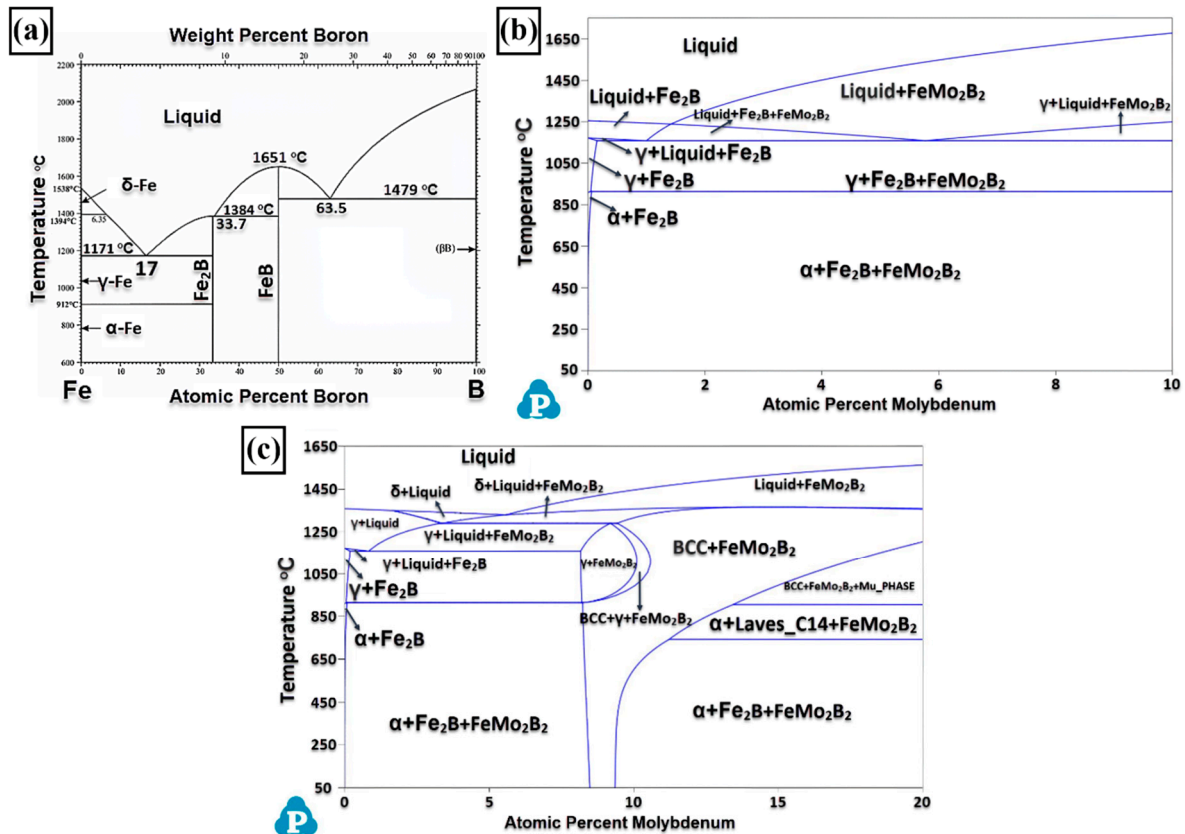 (a)
Weight Percent Boron
0 10 20 30 40 50 60 70 80 90100
2200
2000
1800
1600
1538°C
1400
1394°C
1200
1000
912°C
800
600
Temperature °C
Liquid
δ-Fe
6.35
1171 °C
17
γ-Fe
α-Fe
1651 °C
1384 °C
33.7
Fe₂B
FeB
1479 °C
63.5
(βB)
0 10 20 30 40 50 60 70 80 90 100
Fe
B
Atomic Percent Boron
(b)
1650
1450
1250
1050
850
650
450
250
50
Temperature °C
Liquid
Liquid+Fe₂B
Liquid+Fe₂B+FeMo₂B₂
Liquid+FeMo₂B₂
γ+Liquid+FeMo₂B₂
γ+Liquid+Fe₂B
γ+Fe₂B
γ+Fe₂B+FeMo₂B₂
α+Fe₂B
α+Fe₂B+FeMo₂B₂
0 2 4 6 8 10
P
Atomic Percent Molybdenum
(c)
1650
1450
1250
1050
850
650
450
250
50
Temperature °C
Liquid
δ+Liquid
δ+Liquid+FeMo₂B₂
Liquid+FeMo₂B₂
γ+Liquid
γ+Liquid+FeMo₂B₂
BCC+FeMo₂B₂
γ+Liquid+Fe₂B
γ+FeMo₂B₂
γ+Fe₂B
BCC+FeMo₂B₂+Mu_PHASE
BCC+γ+FeMo₂B₂
α+Laves_C14+FeMo₂B₂
α+Fe₂B
α+Fe₂B+FeMo₂B₂
α+Fe₂B+FeMo₂B₂
0 5 10 15 20
P
Atomic Percent Molybdenum